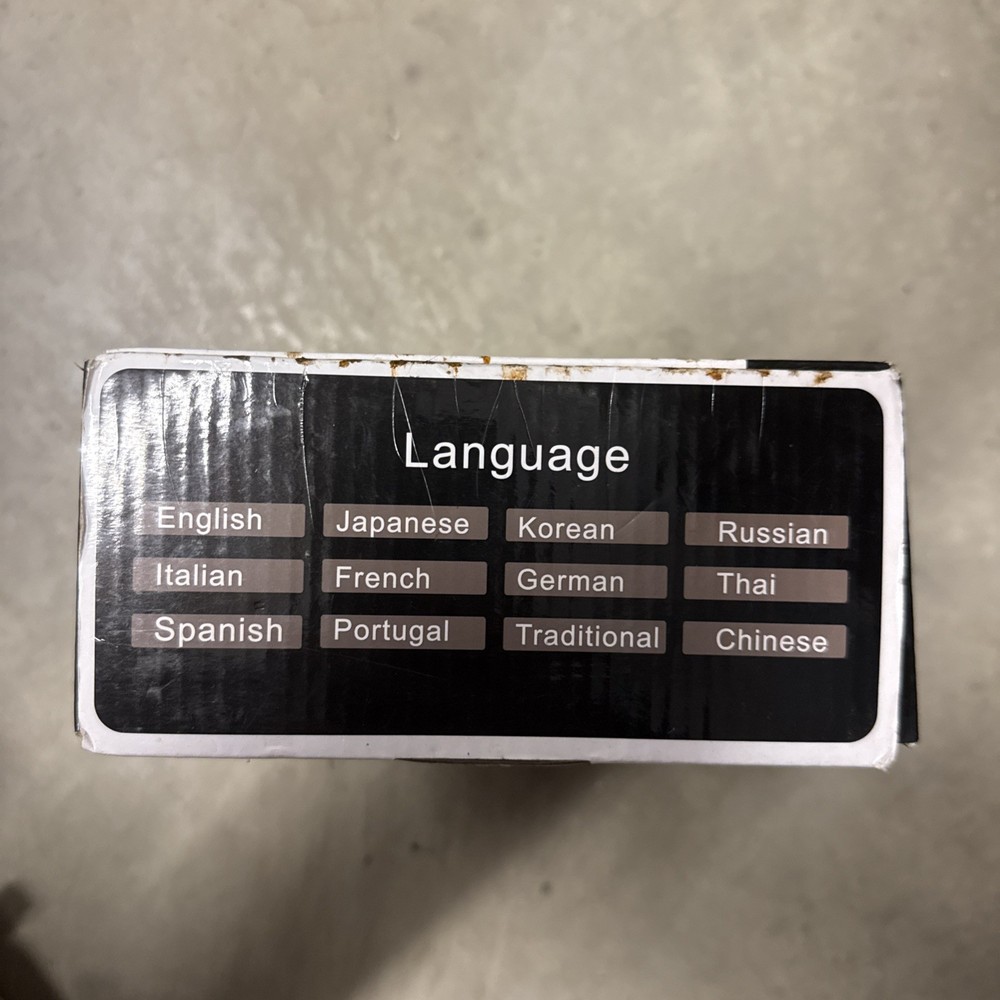 Language
English Japanese Korean Russian
Italian French German Thai
Spanish Portugal Traditional Chinese